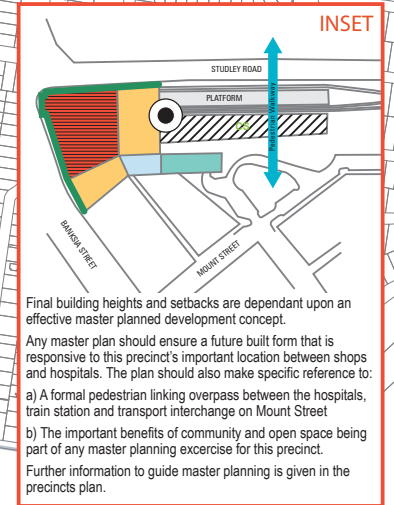 INSET
STUDLEY ROAD
PLATFORM
GS
Pedestrian Walkway
BANKSIA STREET
MOUNT STREET
Final building heights and setbacks are dependant upon an
effective master planned development concept.
Any master plan should ensure a future built form that is
responsive to this precinct's important location between shops
and hospitals. The plan should also make specific reference to:
a) A formal pedestrian linking overpass between the hospitals,
train station and transport interchange on Mount Street
b) The important benefits of community and open space being
part of any master planning excercise for this precinct.
Further information to guide master planning is given in the
precincts plan.